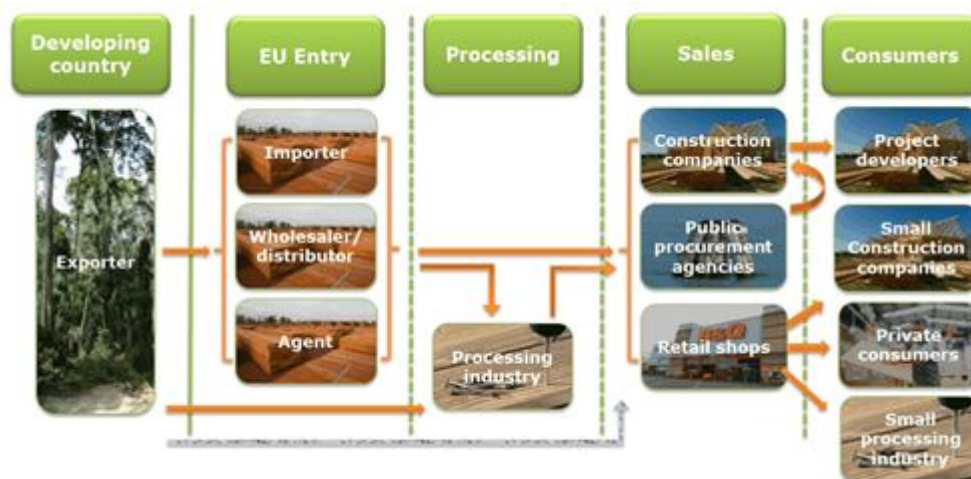 Developing
country
EU Entry
Processing
Sales
Consumers
Exporter
Importer
Wholesaler/
distributor
Agent
Processing
industry
Construction
companies
Public
procurement
agencies
Retail shops
Project
developers
Small
Construction
companies
Private
consumers
Small
processing
industry